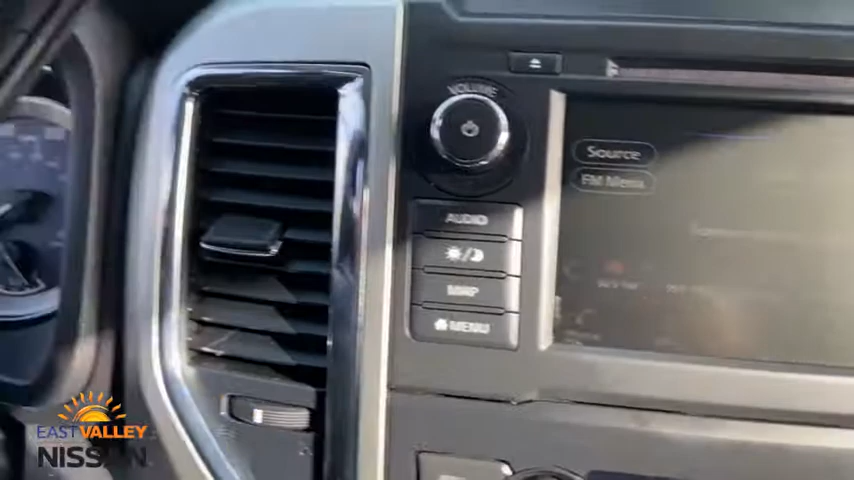 VOLUME
Source
FM Menu
AUDIO
MAP
MENU
EAST VALLEY
NISSAN